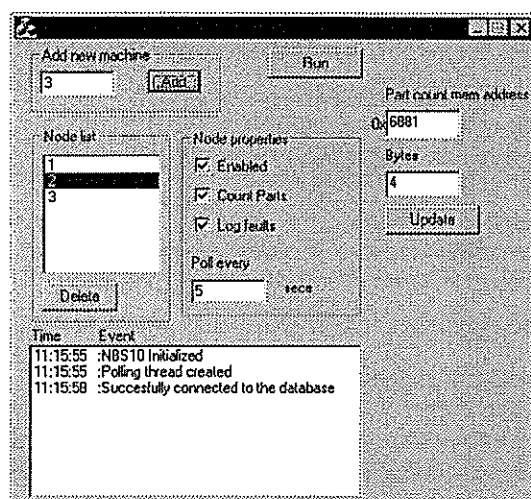 Add new machine
3
Add
Run
Part count mem address
0x 6881
Bytes
4
Update
Node list
1
2
3
Delete
Node properties
Enabled
Count Parts
Log faults
Poll every
5 secs
Time Event
11:15:55 :NBS10 Initialized
11:15:55 :Polling thread created
11:15:58 :Succesfully connected to the database